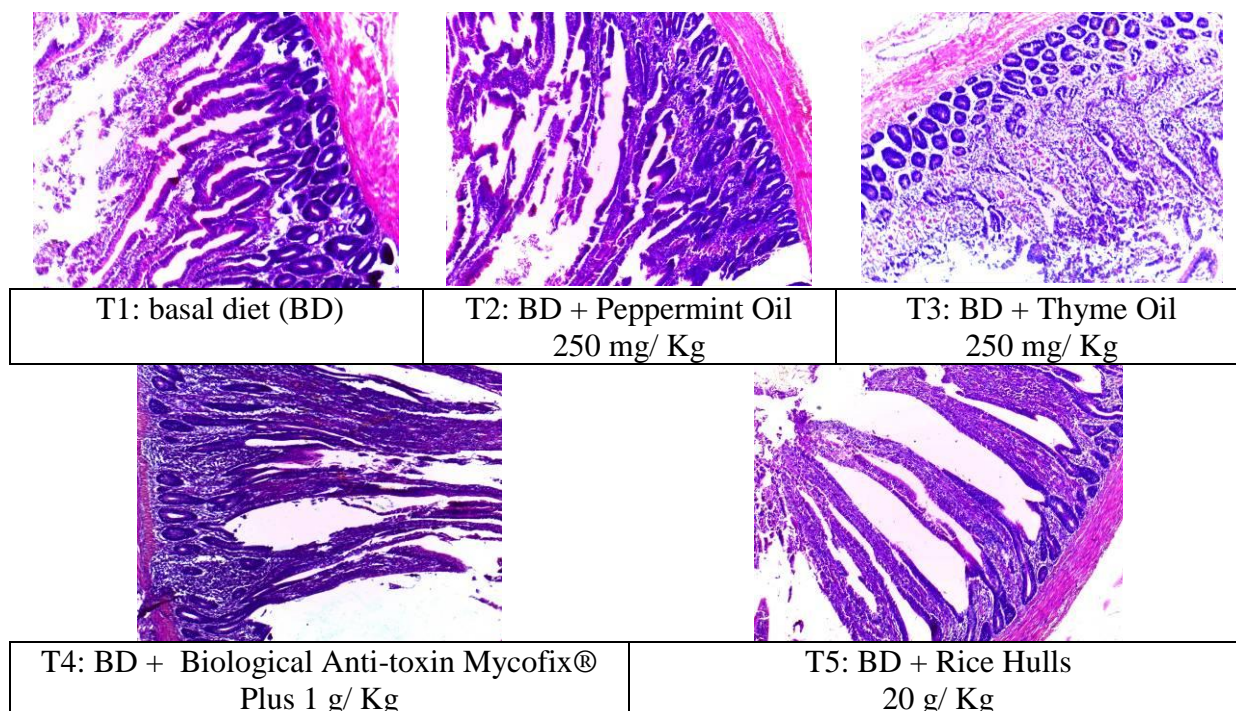 T1: basal diet (BD)
T2: BD + Peppermint Oil
250 mg/ Kg
T3: BD + Thyme Oil
250 mg/ Kg
T4: BD + Biological Anti-toxin Mycofix®
Plus 1 g/ Kg
T5: BD + Rice Hulls
20 g/ Kg